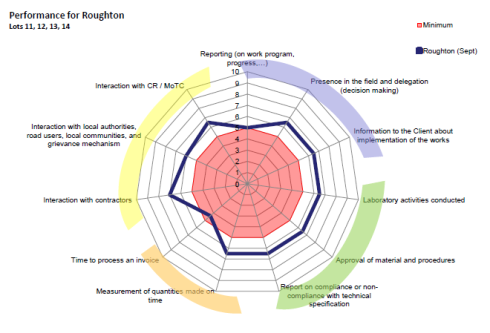 Performance for Roughton
Lots 11, 12, 13, 14
Minimum
Roughton (Sept)
Reporting (on work program,
progress,...)
Presence in the field and delegation
(decision making)
Information to the Client about
implementation of the works
Laboratory activities conducted
Approval of material and procedures
Report on compliance or non-
compliance with technical
specification
Measurement of quantities made on
time
Time to process an invoice
Interaction with contractors
Interaction with local authorities,
road users, local communities, and
grievance mechanism
Interaction with CR / MoTC
10
9
8
7
6
5
4
3
2
1
0